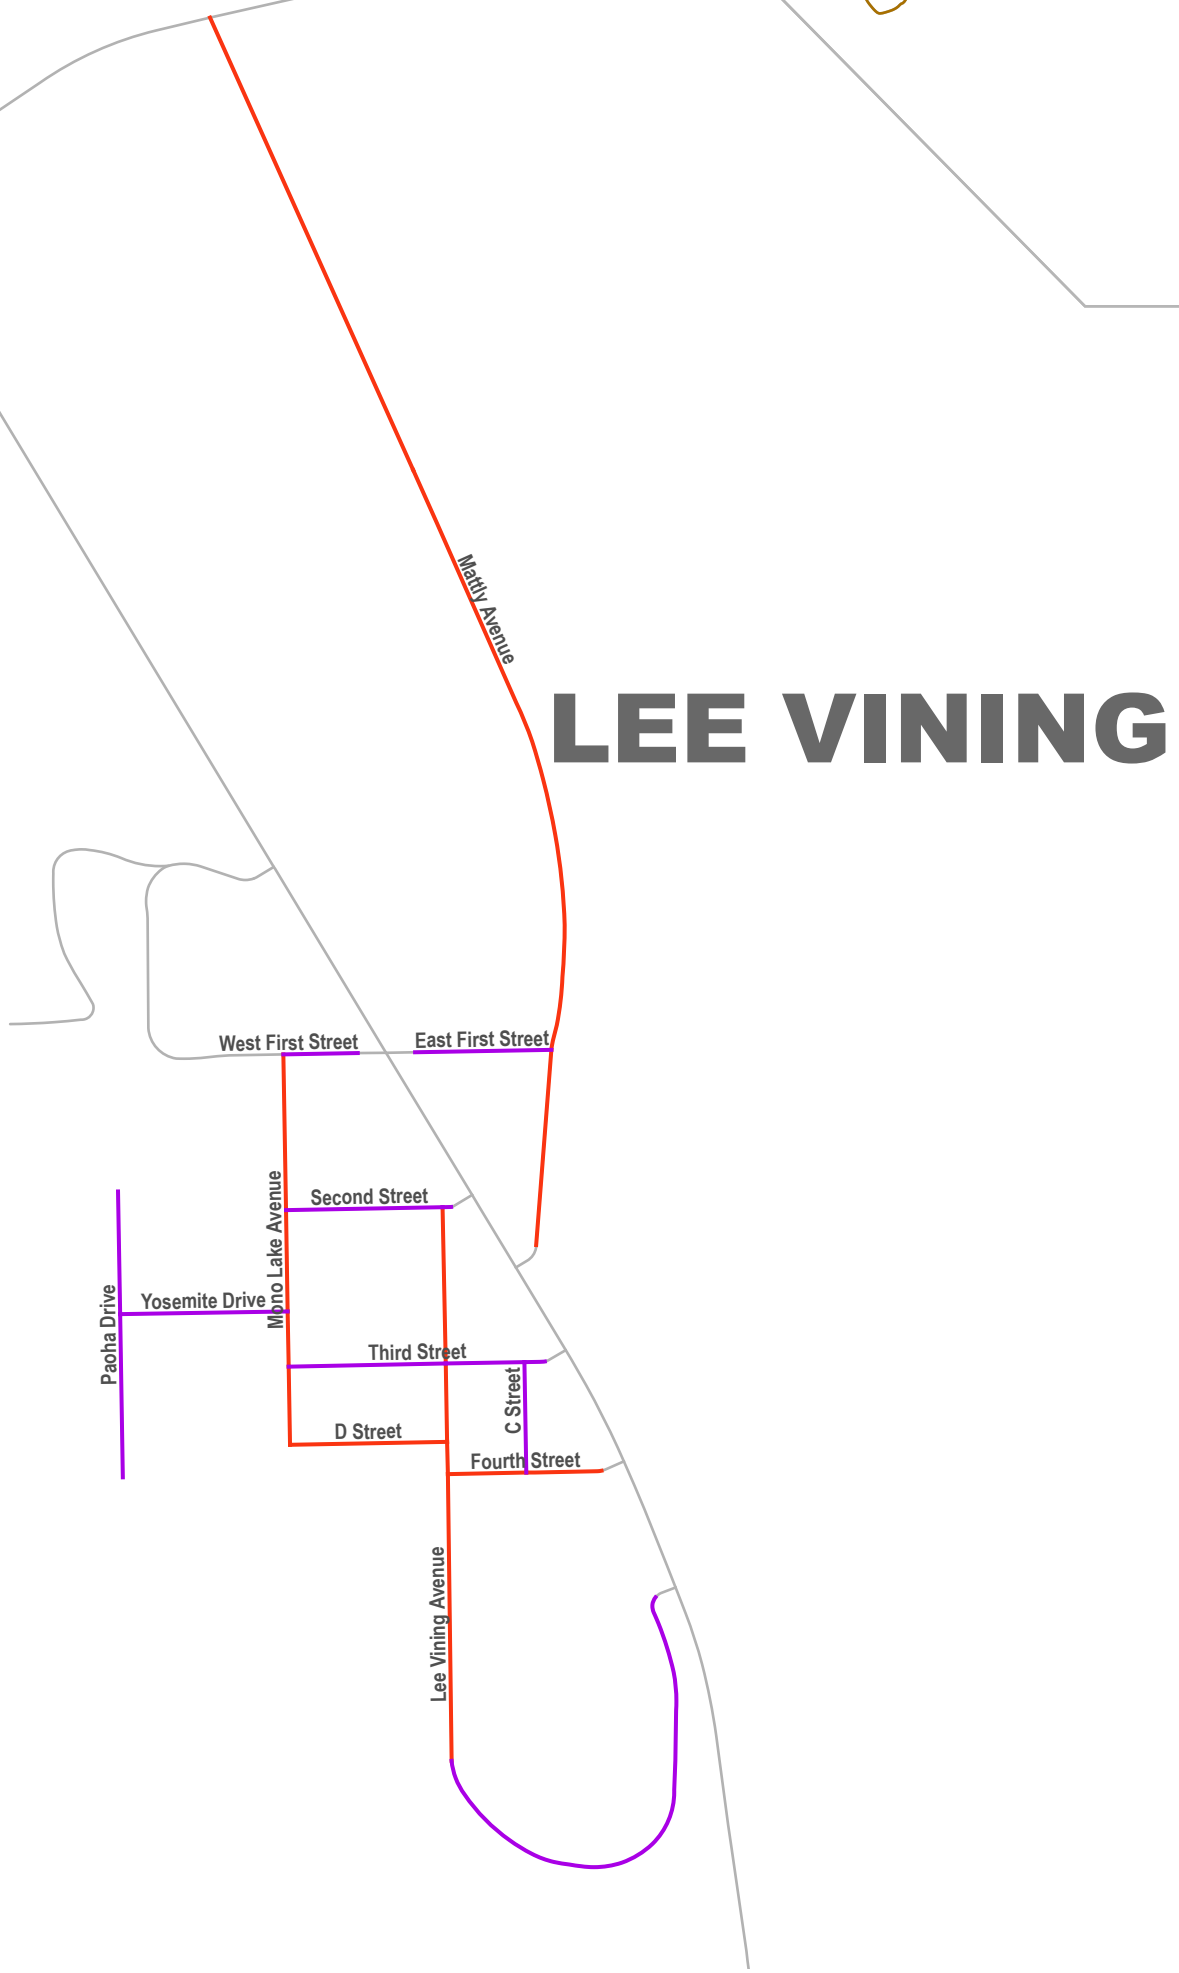 Mattly Avenue
LEE VINING
West First Street
East First Street
Second Street
Mono Lake Avenue
Yosemite Drive
Paoha Drive
Third Street
C Street
D Street
Fourth Street
Lee Vining Avenue